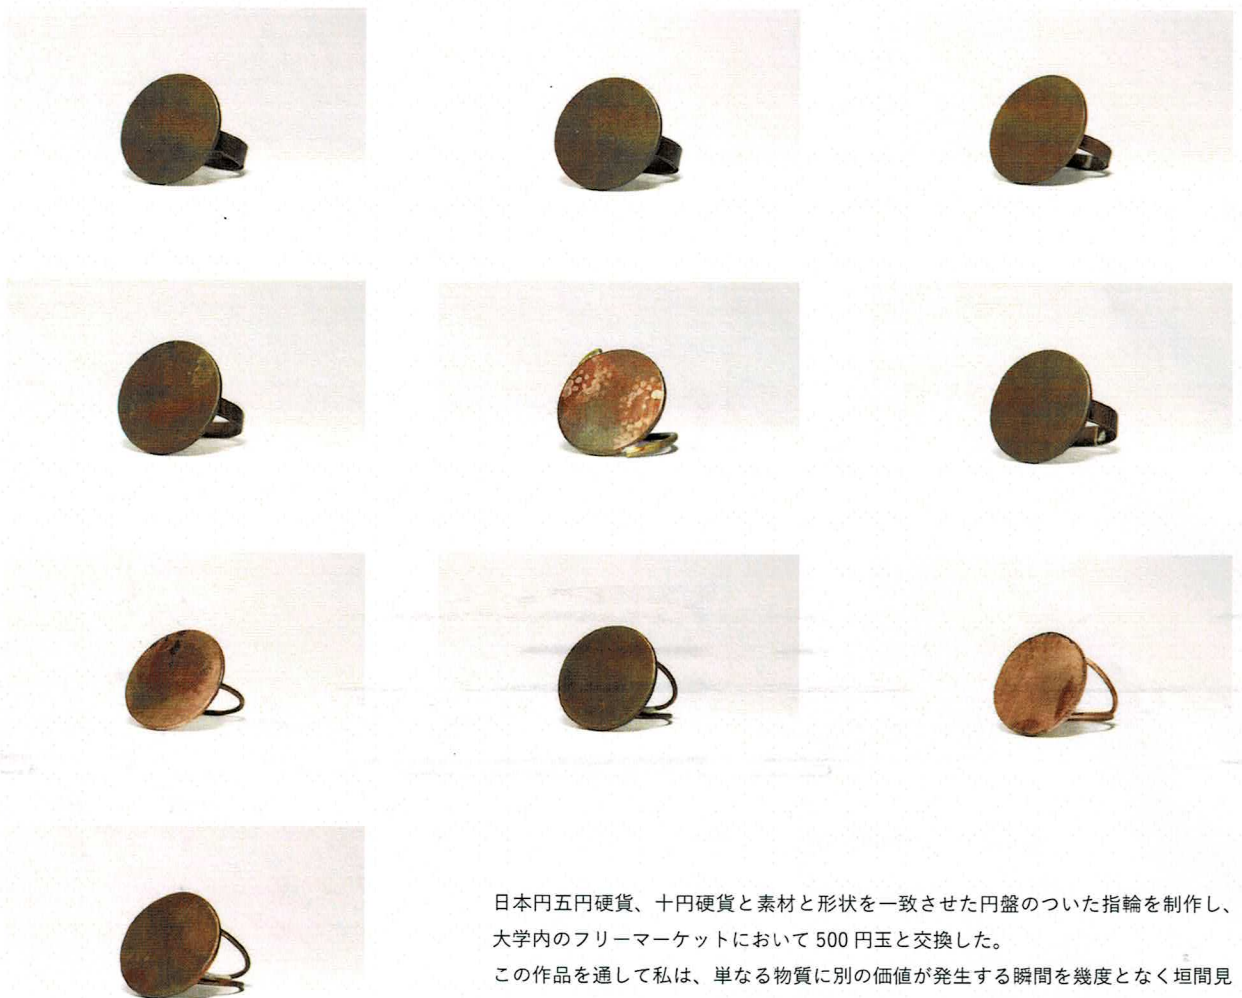 日本円五円硬貨、十円硬貨と素材と形状を一致させた円盤のついた指輪を制作し、
大学内のフリーマーケットにおいて 500 円玉と交換した。
この作品を通して私は、単なる物質に別の価値が発生する瞬間を幾度となく垣間見